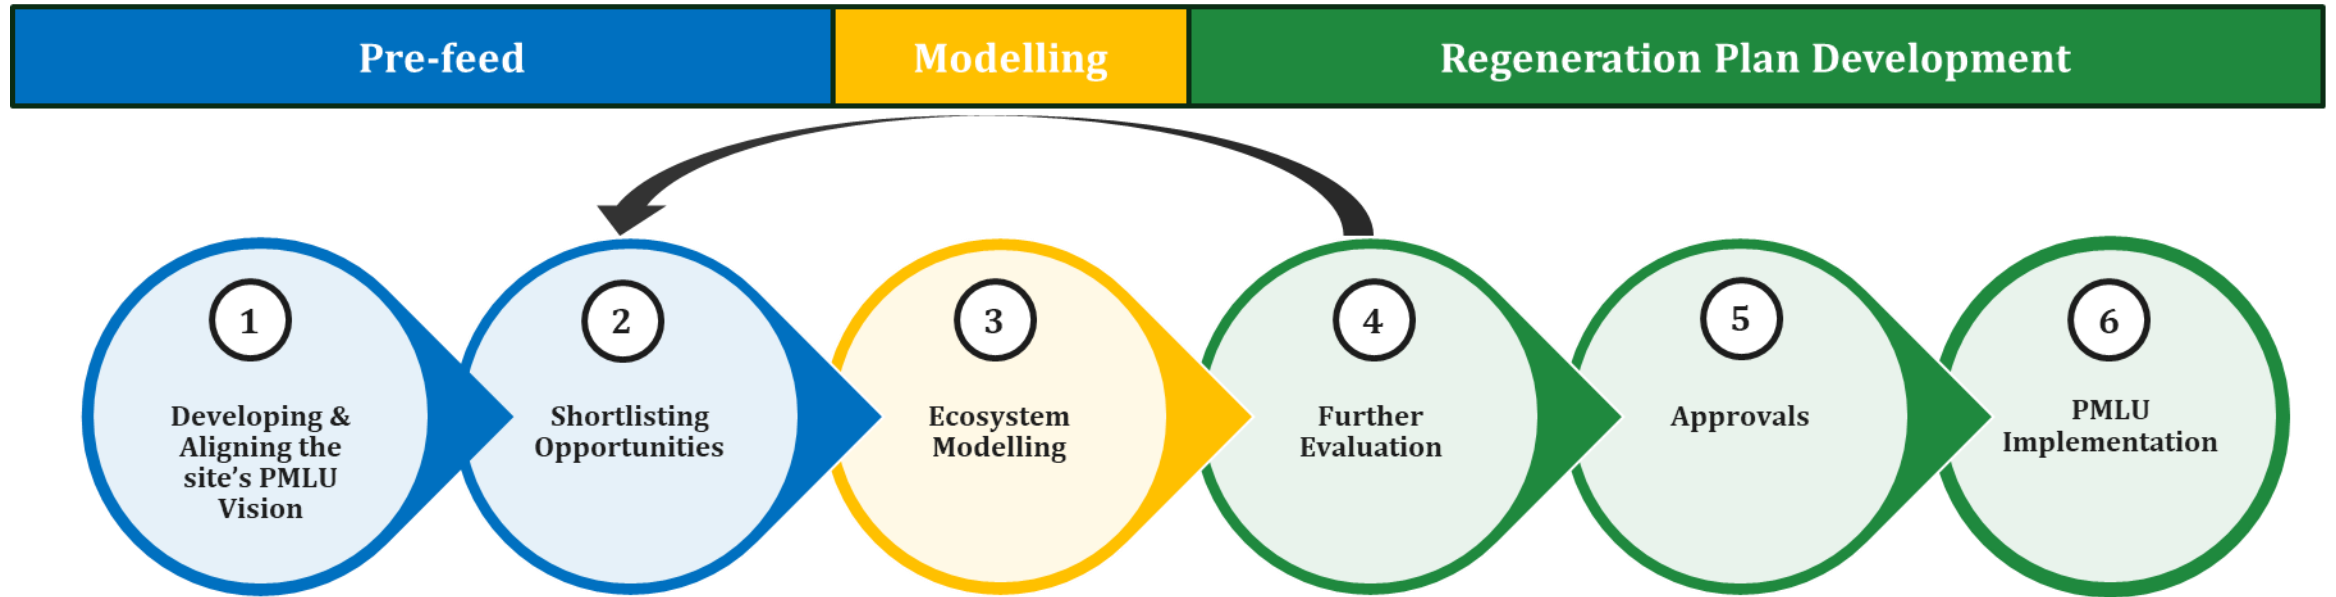 Pre-feed
Modelling
Regeneration Plan Development
1
Developing &
Aligning the
site’s PMLU
Vision
2
Shortlisting
Opportunities
3
Ecosystem
Modelling
4
Further
Evaluation
5
Approvals
6
PMLU
Implementation